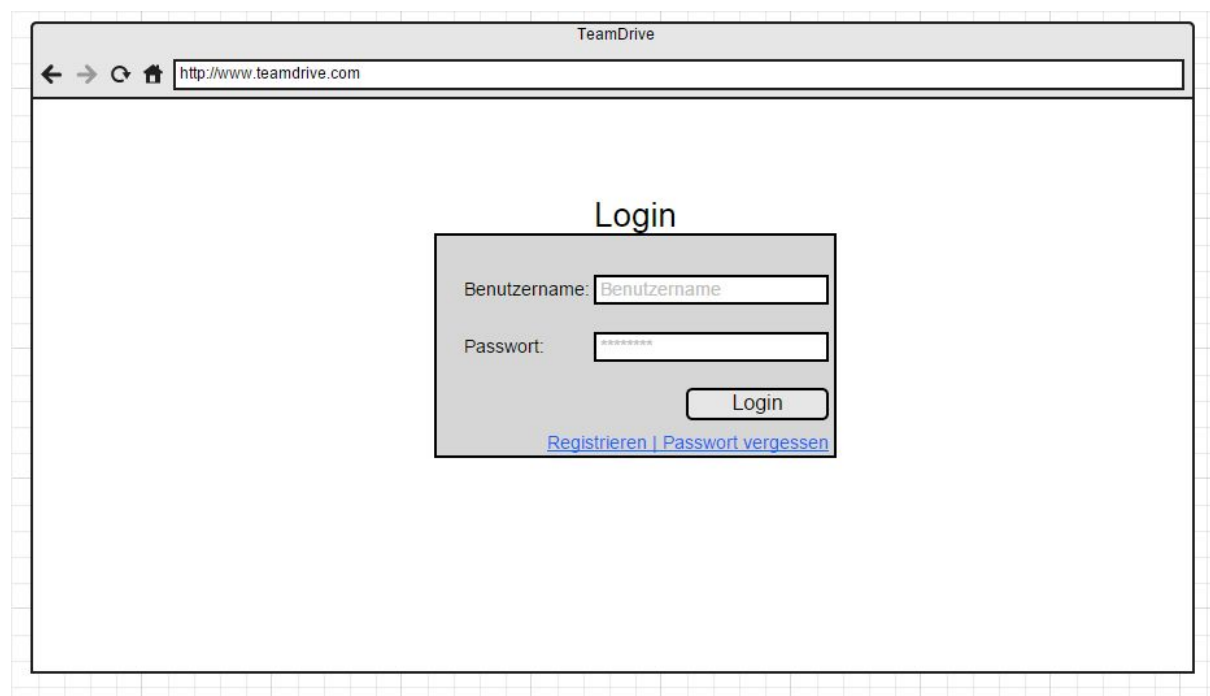 TeamDrive
http://www.teamdrive.com
Login
Benutzername: Benutzername
Passwort: ********
Login
Registrieren | Passwort vergessen